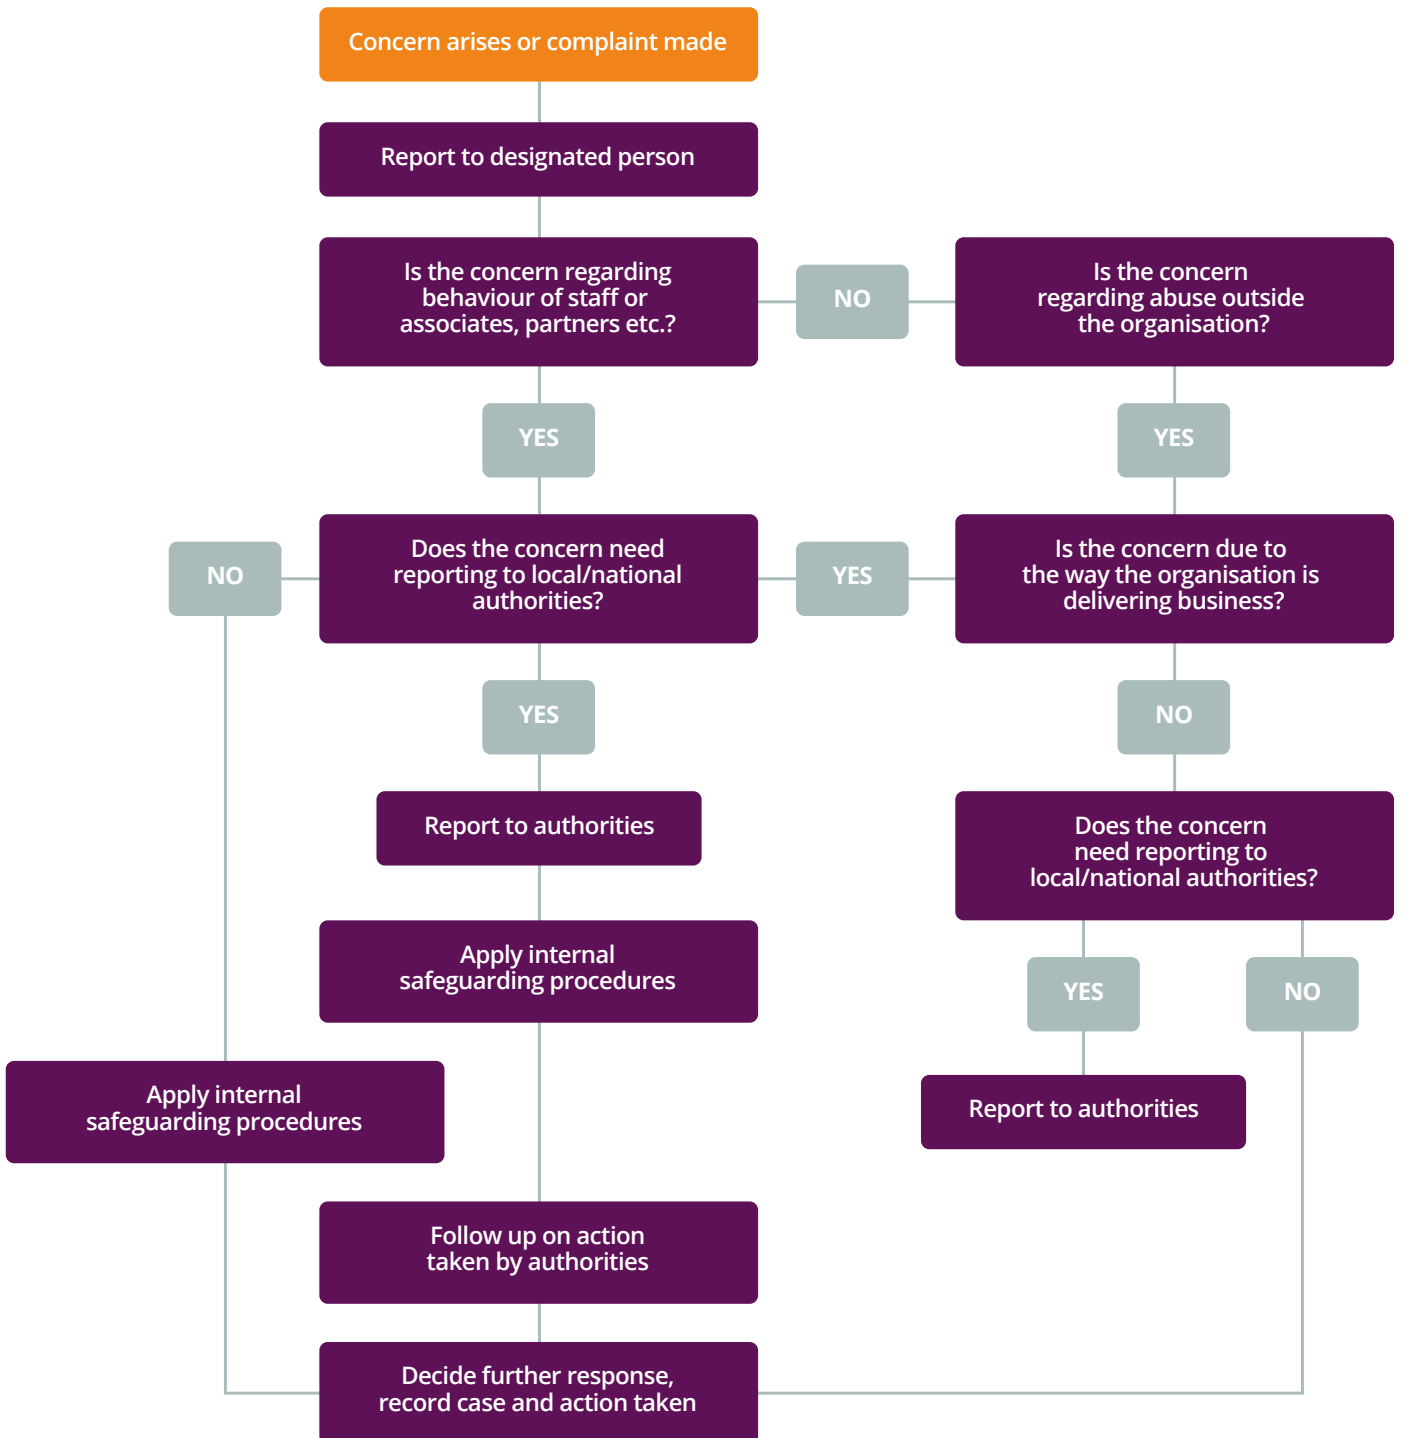 Concern arises or complaint made
Report to designated person
Is the concern regarding
behaviour of staff or
associates, partners etc.?
NO
Is the concern
regarding abuse outside
the organisation?
YES
YES
NO
Does the concern need
reporting to local/national
authorities?
YES
Is the concern due to
the way the organisation is
delivering business?
YES
NO
Report to authorities
Does the concern
need reporting to
local/national authorities?
Apply internal
safeguarding procedures
YES
NO
Apply internal
safeguarding procedures
Report to authorities
Follow up on action
taken by authorities
Decide further response,
record case and action taken